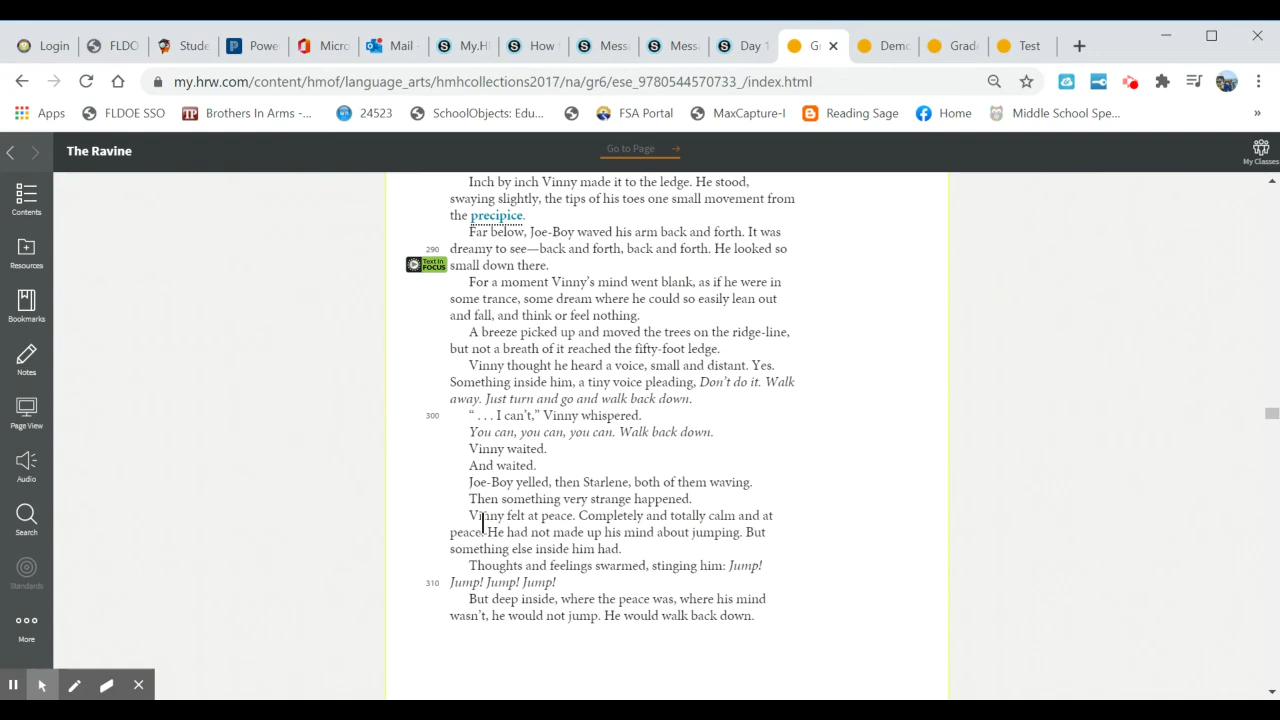 Login
FLDO
Stude
Powe
Micro
Mail -
My.HI
How t
Messa
Messa
Day 1
Gr
Demo
Grade
Test
my.hrw.com/content/hmof/language_arts/hmhcollections2017/na/gr6/ese_9780544570733_/index.html
Apps
FLDOE SSO
Brothers In Arms -...
24523
SchoolObjects: Edu...
FSA Portal
MaxCapture-I
Reading Sage
Home
Middle School Spe...
»
The Ravine
Go to Page
My Classes
Contents
Resources
Bookmarks
Notes
Page View
Audio
Search
Standards
More
Inch by inch Vinny made it to the ledge. He stood,
swaying slightly, the tips of his toes one small movement from
the precipice.
Far below, Joe-Boy waved his arm back and forth. It was
290 dreamy to see—back and forth, back and forth. He looked so
Text in FOCUS small down there.
For a moment Vinny’s mind went blank, as if he were in
some trance, some dream where he could so easily lean out
and fall, and think or feel nothing.
A breeze picked up and moved the trees on the ridge-line,
but not a breath of it reached the fifty-foot ledge.
Vinny thought he heard a voice, small and distant. Yes.
Something inside him, a tiny voice pleading, Don’t do it. Walk
away. Just turn and go and walk back down.
300 “ . . . I can’t,” Vinny whispered.
You can, you can, you can. Walk back down.
Vinny waited.
And waited.
Joe-Boy yelled, then Starlene, both of them waving.
Then something very strange happened.
Vinny felt at peace. Completely and totally calm and at
peace. He had not made up his mind about jumping. But
something else inside him had.
Thoughts and feelings swarmed, stinging him: Jump!
310 Jump! Jump! Jump!
But deep inside, where the peace was, where his mind
wasn’t, he would not jump. He would walk back down.